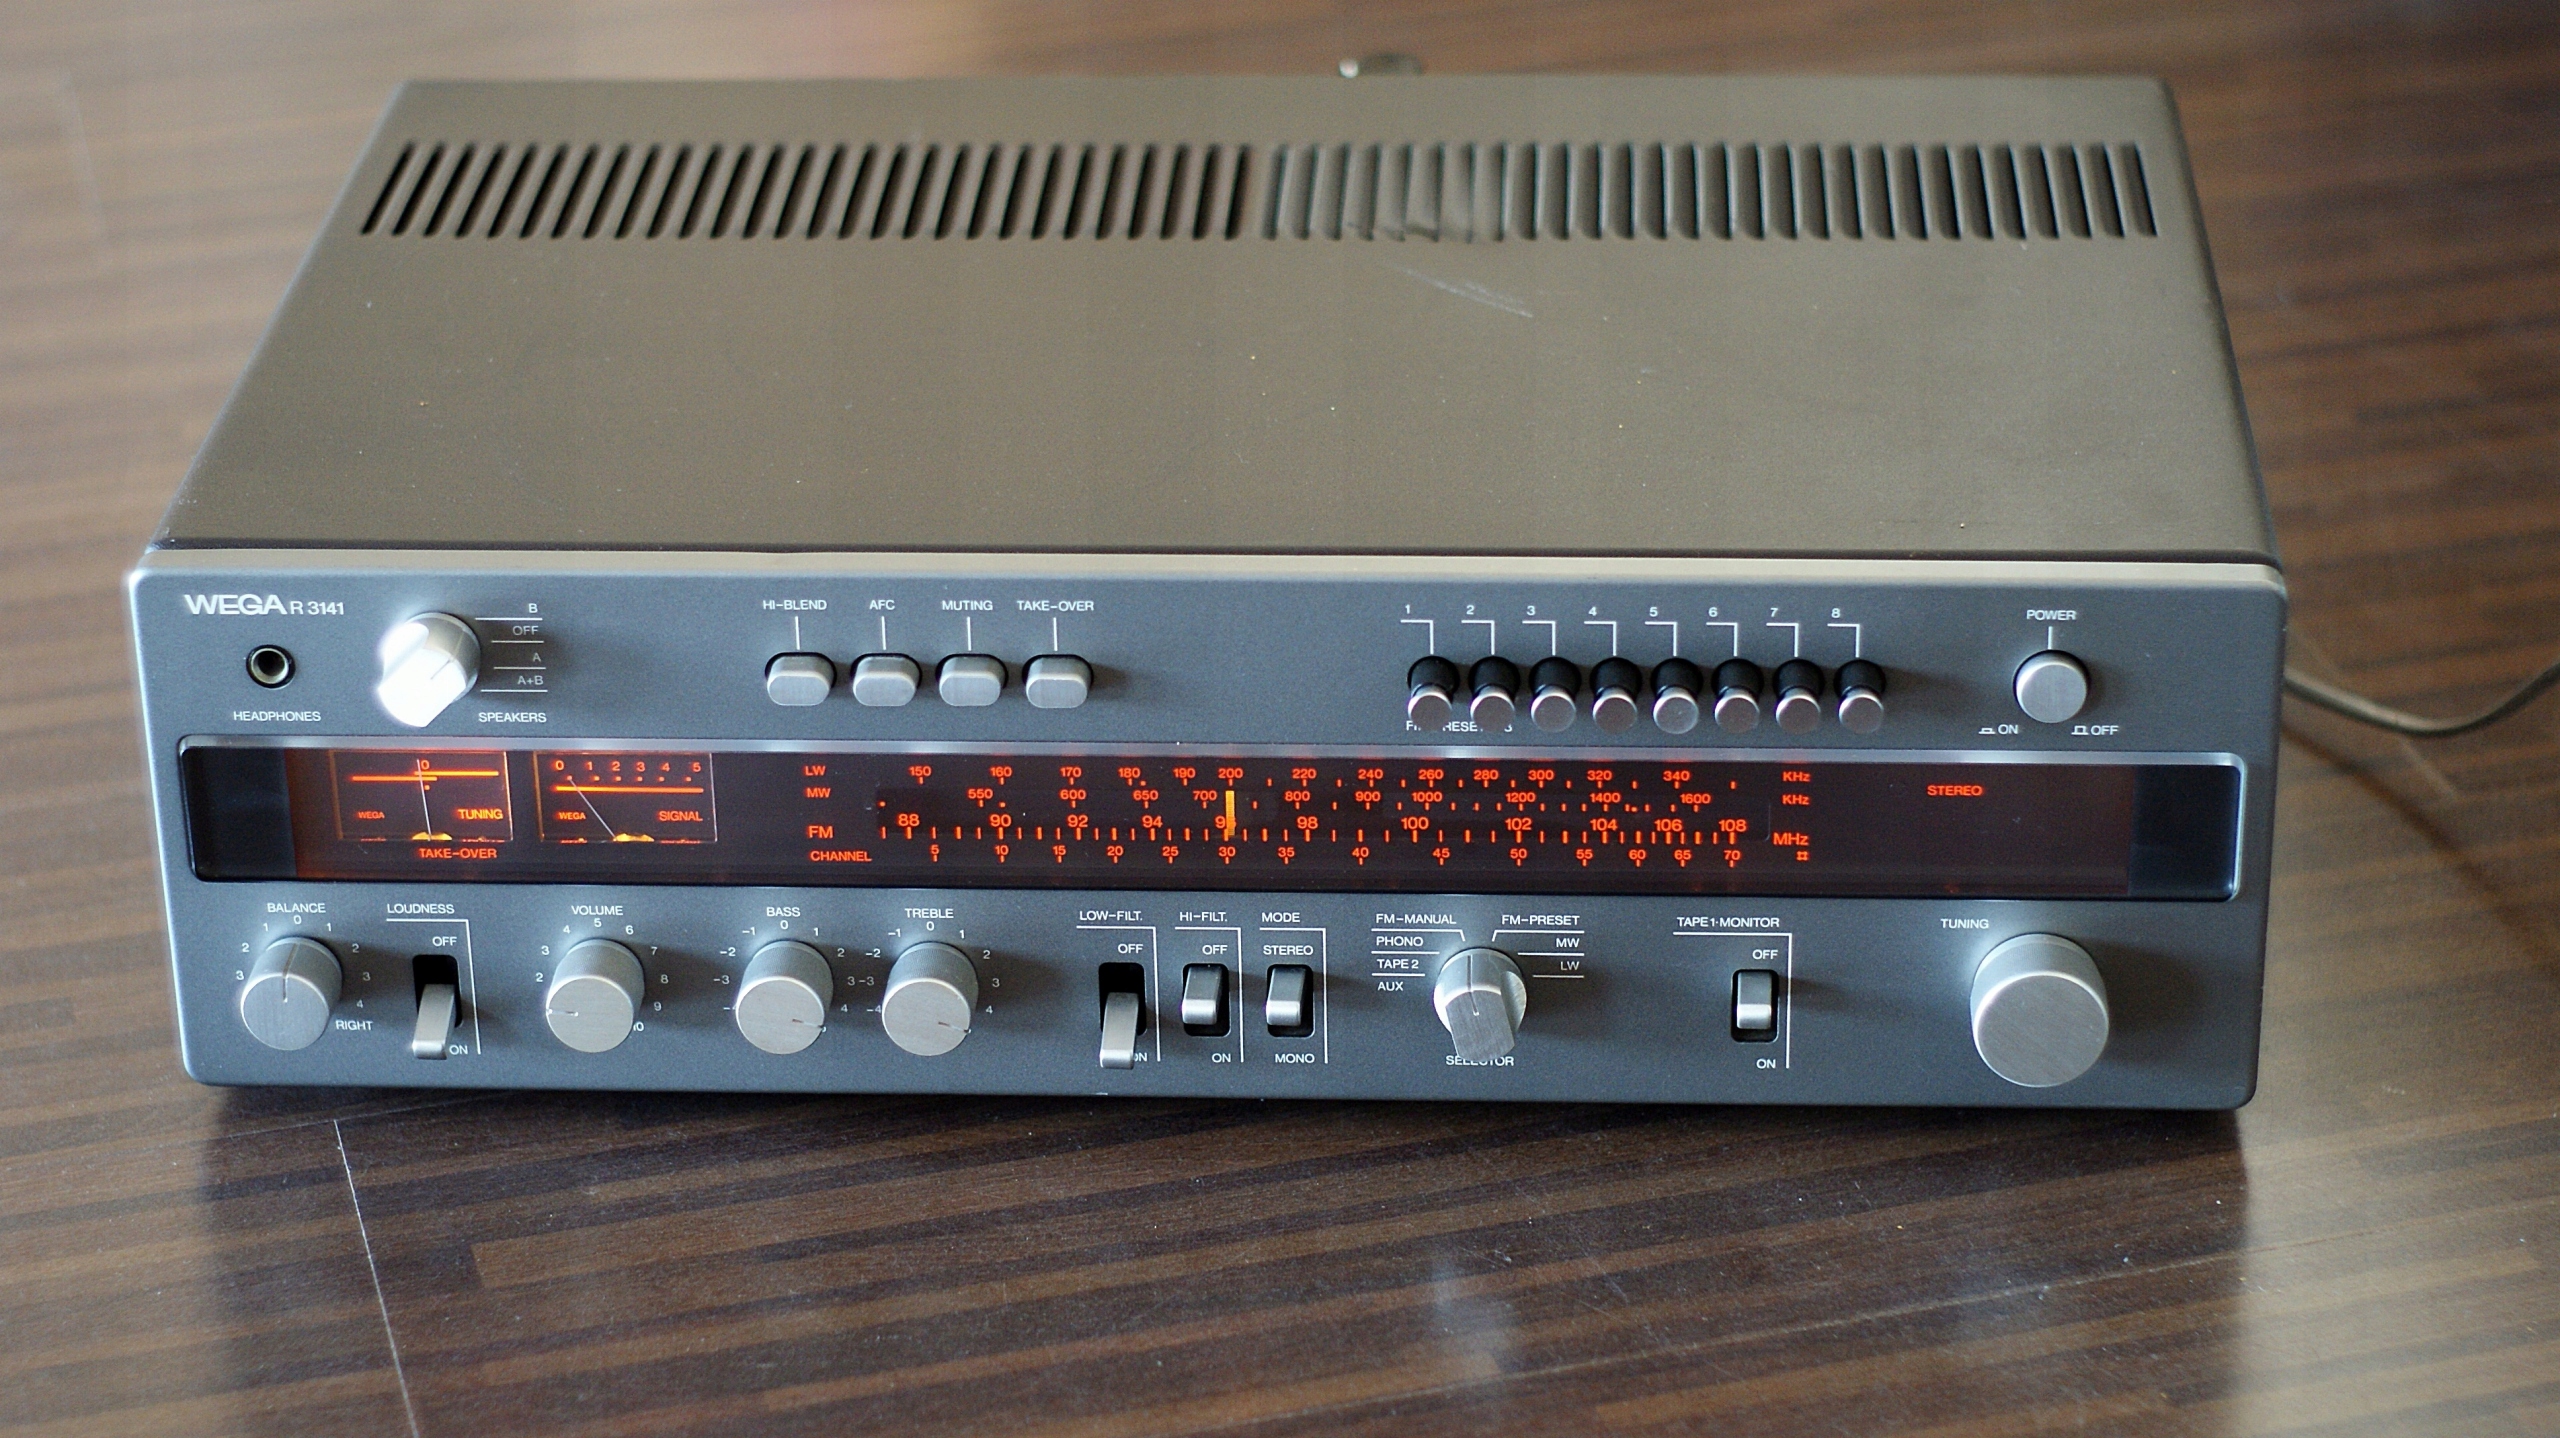 WEGA R 3141
HI-BLEND AFC MUTING TAKE-OVER
1 2 3 4 5 6 7 8
POWER
B
OFF
A
A+B
HEADPHONES SPEAKERS
ON OFF
0
WEGA TUNING
TAKE-OVER
0 1 2 3 4 5
WEGA SIGNAL
LW 150 160 170 180 190 200 220 240 260 280 300 320 340 KHz
MW 550 600 650 700 800 900 1000 1200 1400 1600 KHz
FM 88 90 92 94 98 100 102 104 106 108 MHz
CHANNEL 5 10 15 20 25 30 35 40 45 50 55 60 65 70
STEREO
BALANCE
3 2 1 0 1 2 3 4
RIGHT
LOUDNESS
OFF
ON
VOLUME
2 3 4 5 6 7 8 9 10
BASS
-3 -2 -1 0 1 2 3 4
TREBLE
-4 -3 -2 -1 0 1 2 3 4
LOW-FILT.
OFF
HI-FILT.
OFF
ON
MODE
STEREO
MONO
FM-MANUAL FM-PRESET
PHONO MW
TAPE 2 LW
AUX
SELECTOR
TAPE 1·MONITOR
OFF
ON
TUNING